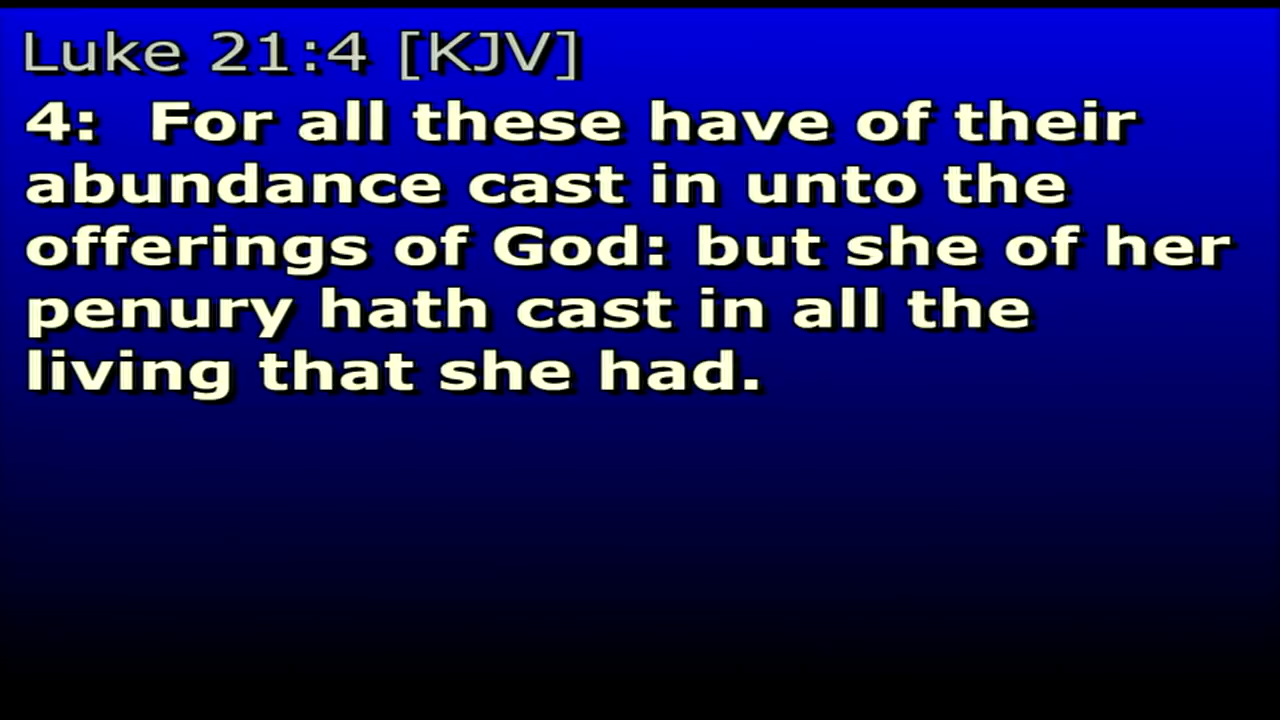 Luke 21:4 [KJV]
4:  For all these have of their
abundance cast in unto the
offerings of God: but she of her
penury hath cast in all the
living that she had.